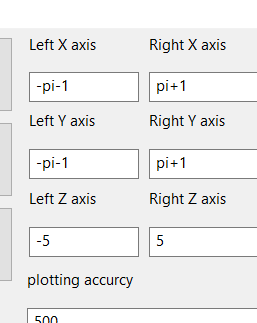 Left X axis Right X axis
-pi-1 pi+1
Left Y axis Right Y axis
-pi-1 pi+1
Left Z axis Right Z axis
-5 5
plotting accurcy
500